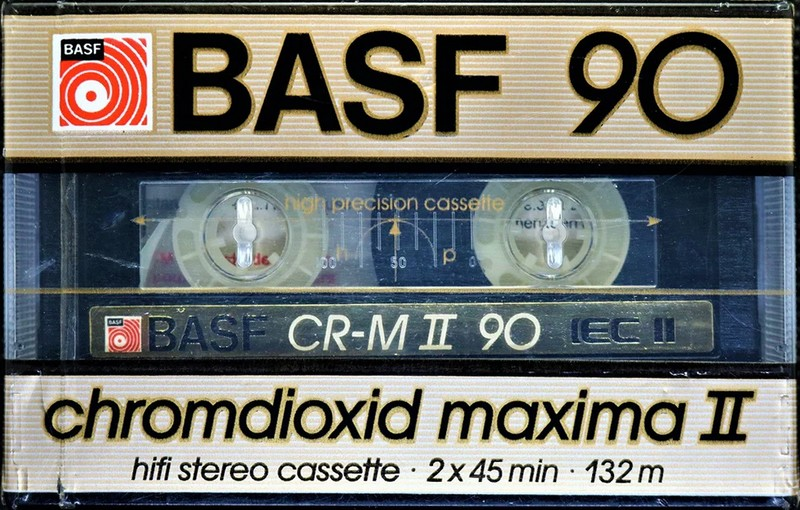 BASF
BASF 90
high precision cassette
50
BASF CR-M II 90 IEC II
chromdioxid maxima II
hifi stereo cassette · 2 x 45 min · 132 m